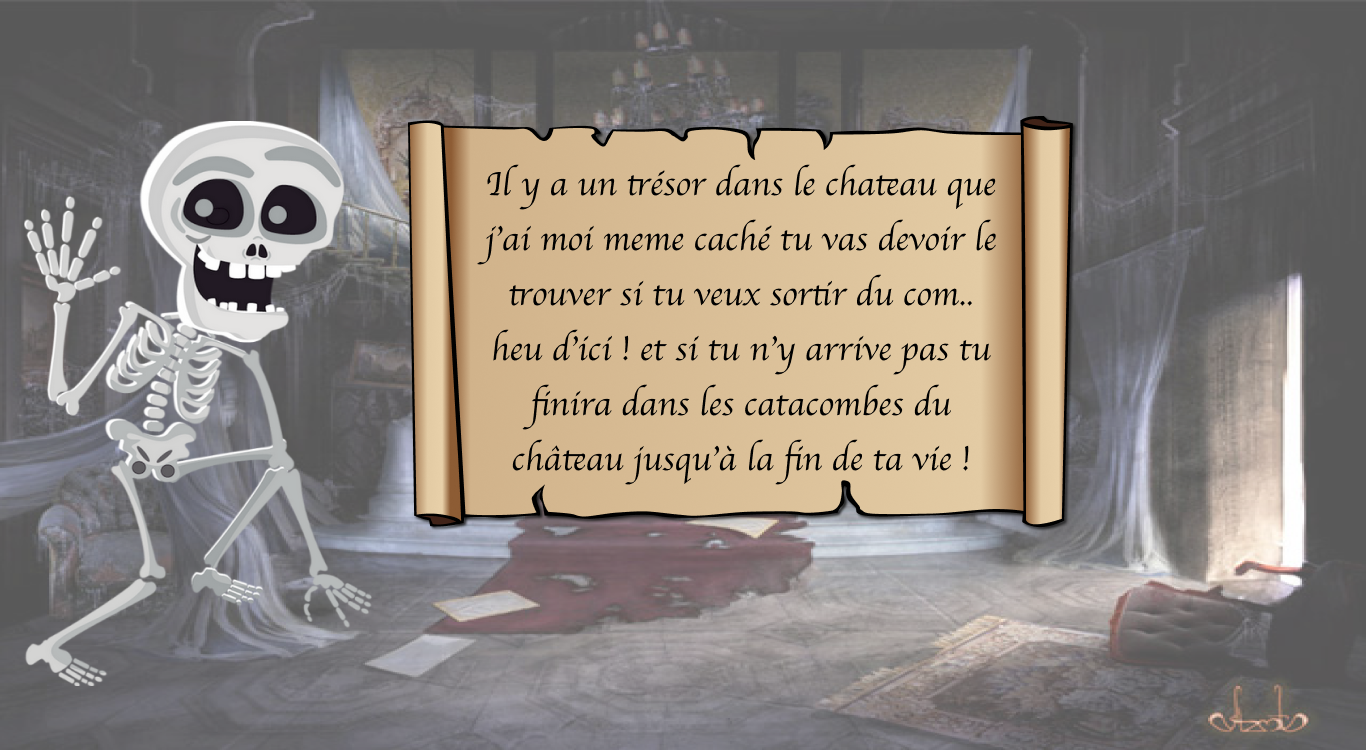 Il y a un trésor dans le chateau que
j'ai moi meme caché tu vas devoir le
trouver si tu veux sortir du com..
heu d'ici ! et si tu n'y arrive pas tu
finira dans les catacombes du
château jusqu'à la fin de ta vie !